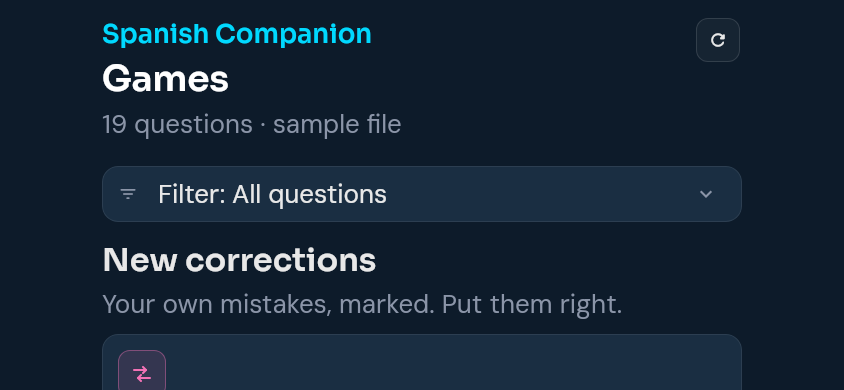 Spanish Companion
Games
19 questions · sample file
Filter: All questions
New corrections
Your own mistakes, marked. Put them right.